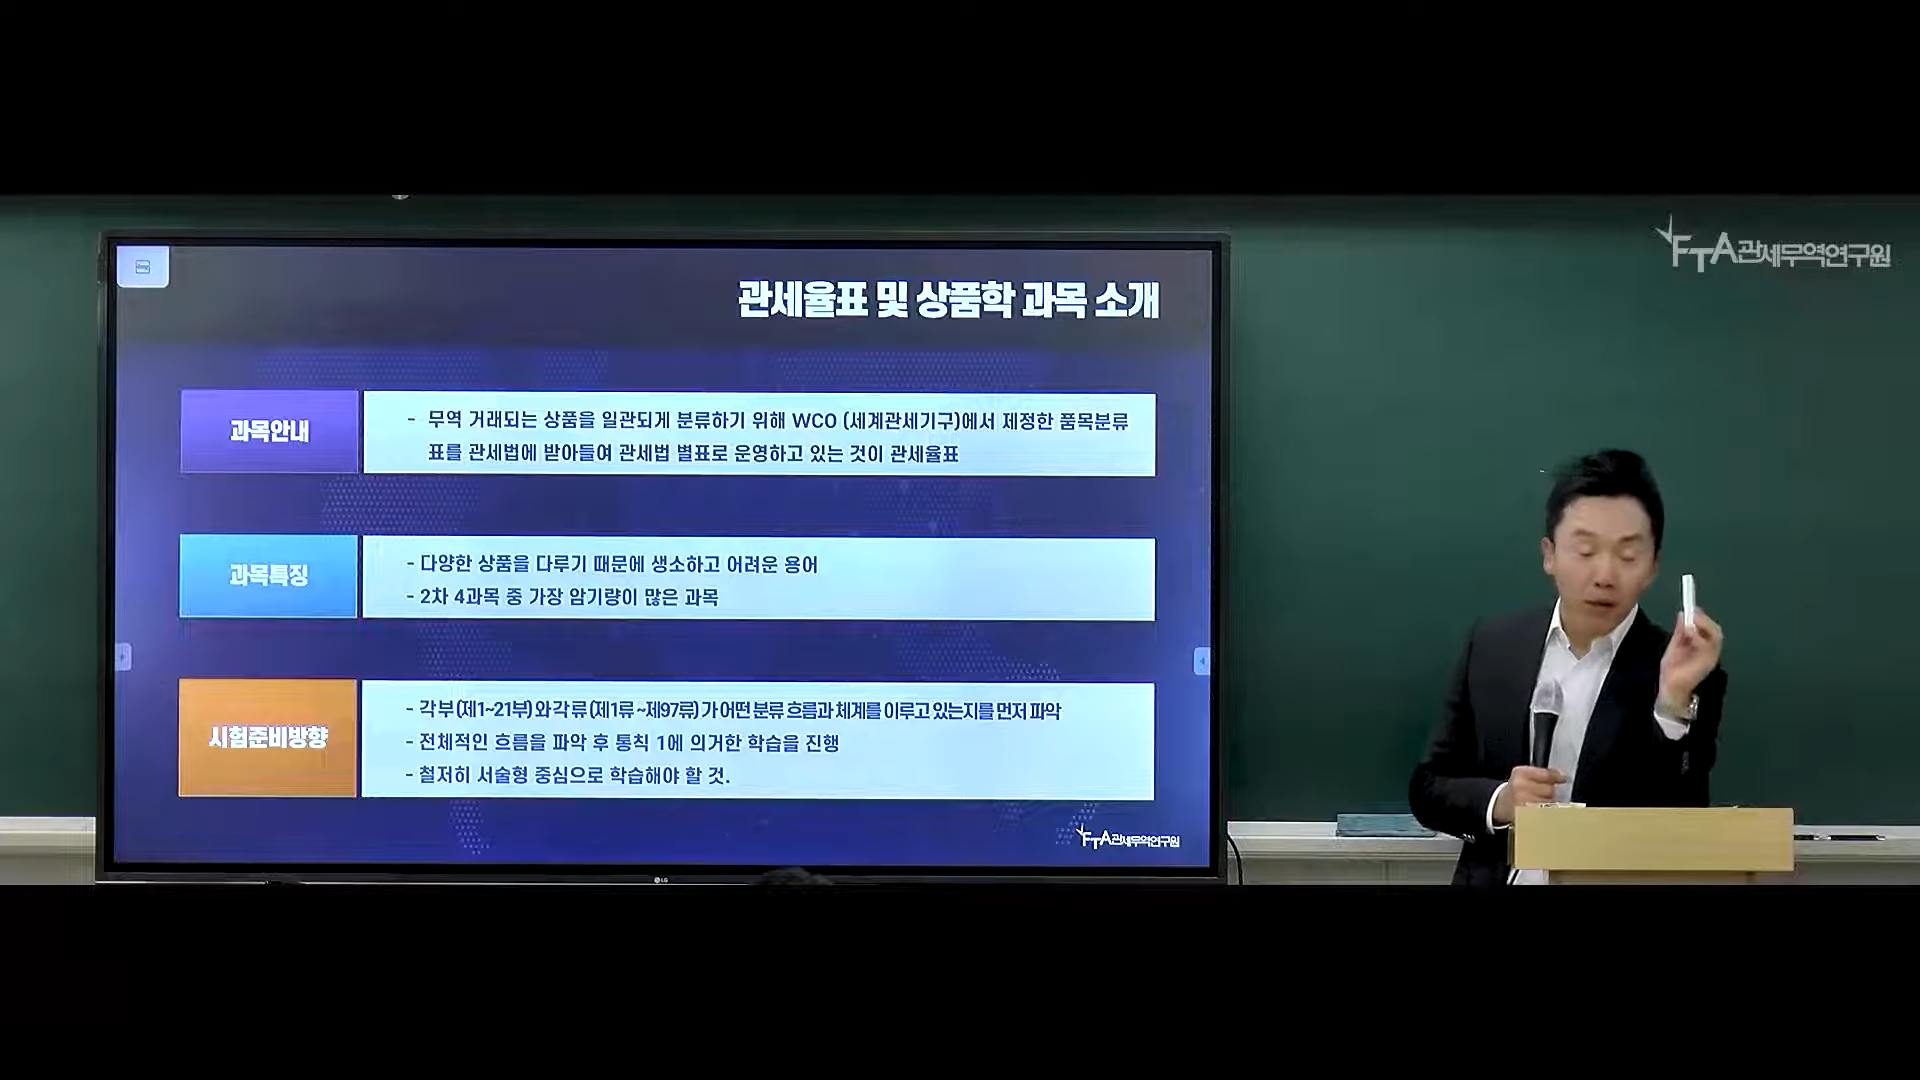 FTA관세무역연구원
관세율표 및 상품학 과목 소개
과목안내
- 무역 거래되는 상품을 일관되게 분류하기 위해 WCO (세계관세기구)에서 제정한 품목분류
표를 관세법에 받아들여 관세법 별표로 운영하고 있는 것이 관세율표
과목특징
- 다양한 상품을 다루기 때문에 생소하고 어려운 용어
- 2차 4과목 중 가장 암기량이 많은 과목
시험준비방향
- 각부(제1~21부)와 각류(제1류~제97류)가 어떤 분류 흐름과 체계를 이루고 있는지를 먼저 파악
- 전체적인 흐름을 파악 후 통칙 1에 의거한 학습을 진행
- 철저히 서술형 중심으로 학습해야 할 것.
FTA관세무역연구원
LG